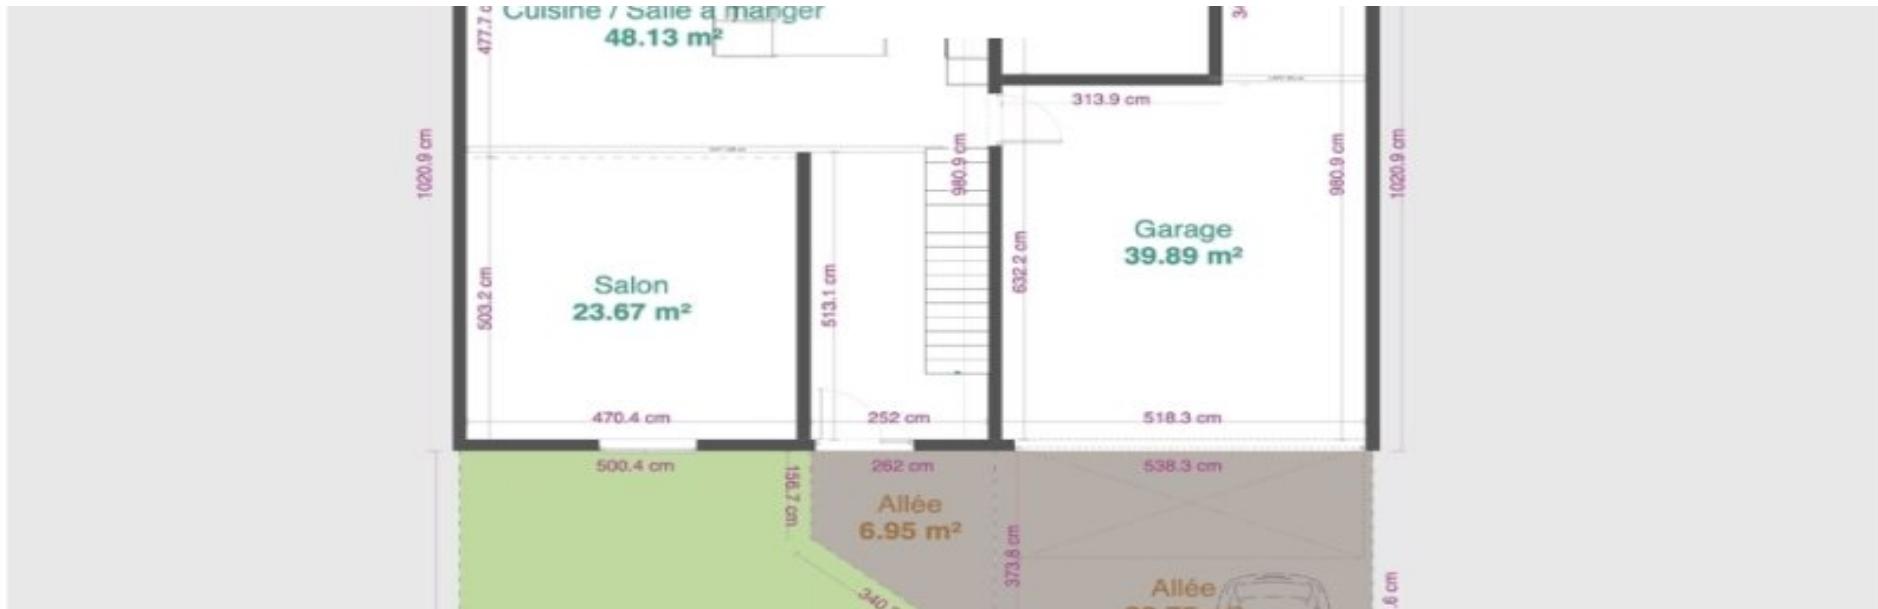 Cuisine / Salle à manger
48.13 m²
477.7 c
313.9 cm
1020.9 cm
980.9 cm
980.9 cm
1020.9 cm
Garage
39.89 m²
632.2 cm
Salon
23.67 m²
503.2 cm
513.1 cm
470.4 cm
252 cm
518.3 cm
500.4 cm
262 cm
538.3 cm
156.7 cm
Allée
6.95 m²
373.8 cm
Allée
340
.6 cm